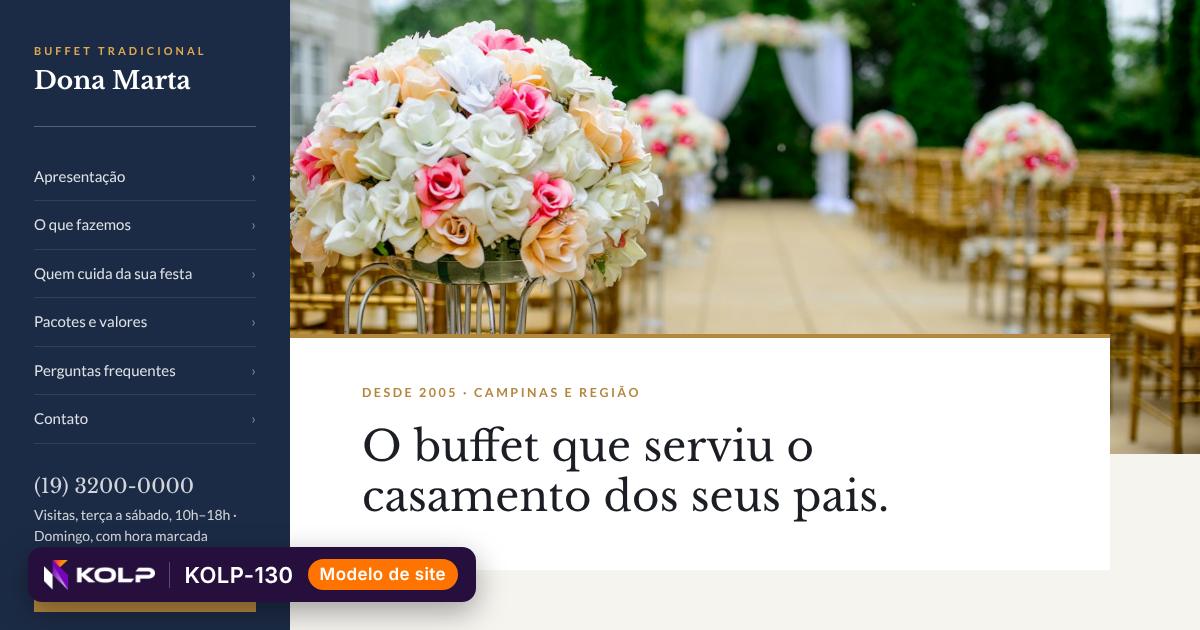 BUFFET TRADICIONAL
Dona Marta
Apresentação ›
O que fazemos ›
Quem cuida da sua festa ›
Pacotes e valores ›
Perguntas frequentes ›
Contato ›
(19) 3200-0000
Visitas, terça a sábado, 10h–18h ·
Domingo, com hora marcada
KOLP KOLP-130 Modelo de site
DESDE 2005 · CAMPINAS E REGIÃO
O buffet que serviu o
casamento dos seus pais.